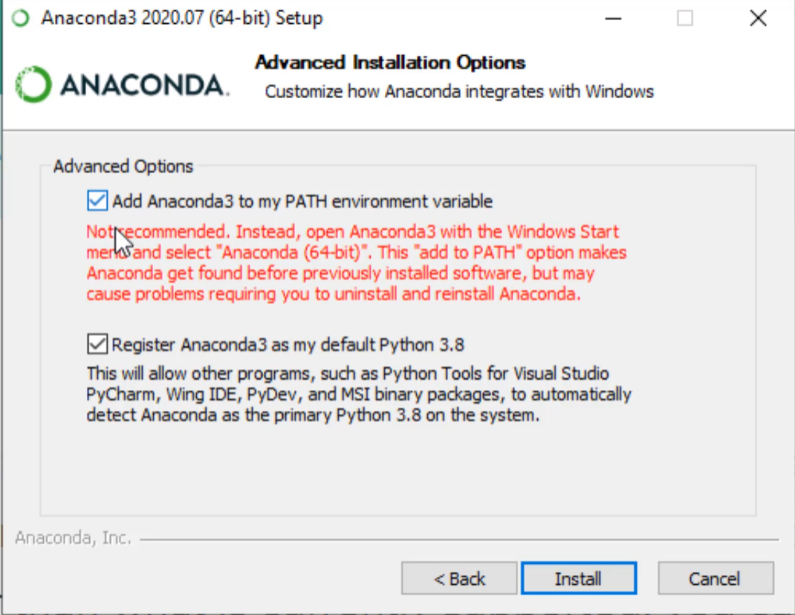 Anaconda3 2020.07 (64-bit) Setup
ANACONDA.
Advanced Installation Options
Customize how Anaconda integrates with Windows
Advanced Options
Add Anaconda3 to my PATH environment variable
Not recommended. Instead, open Anaconda3 with the Windows Start
menu and select "Anaconda (64-bit)". This "add to PATH" option makes
Anaconda get found before previously installed software, but may
cause problems requiring you to uninstall and reinstall Anaconda.
Register Anaconda3 as my default Python 3.8
This will allow other programs, such as Python Tools for Visual Studio
PyCharm, Wing IDE, PyDev, and MSI binary packages, to automatically
detect Anaconda as the primary Python 3.8 on the system.
Anaconda, Inc.
< Back
Install
Cancel